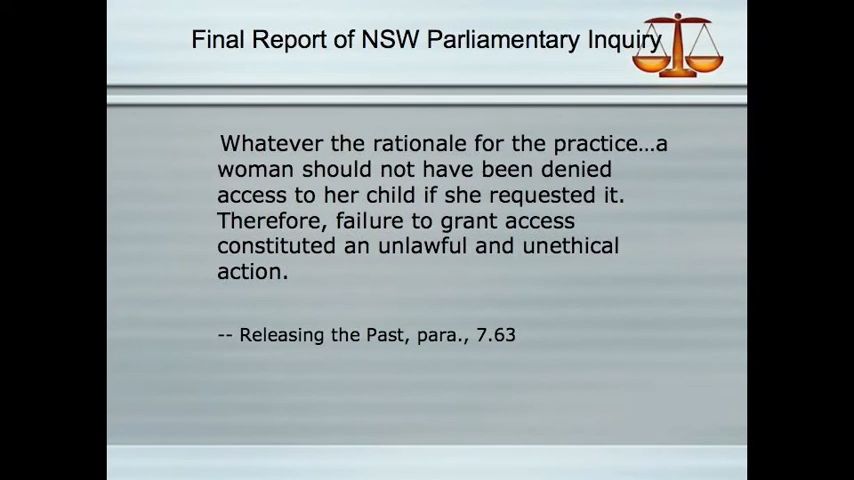 Final Report of NSW Parliamentary Inquiry
Whatever the rationale for the practice…a
woman should not have been denied
access to her child if she requested it.
Therefore, failure to grant access
constituted an unlawful and unethical
action.
-- Releasing the Past, para., 7.63